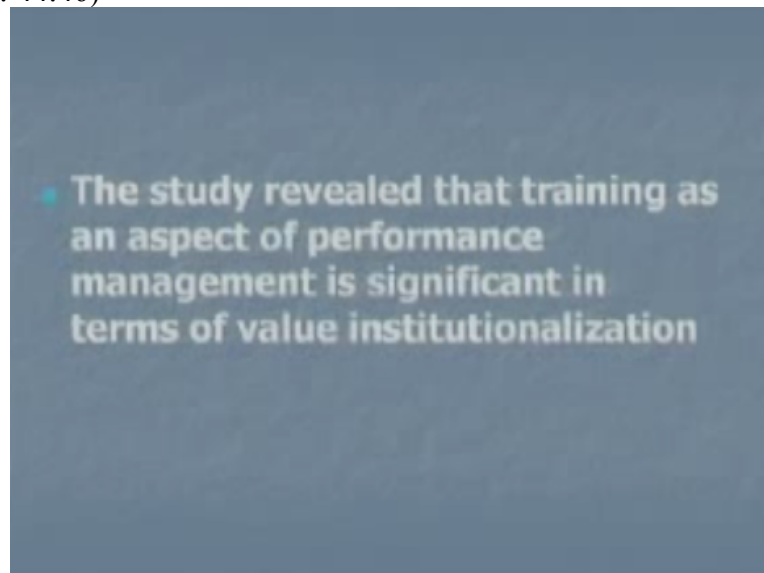 The study revealed that training as
an aspect of performance
management is significant in
terms of value institutionalization